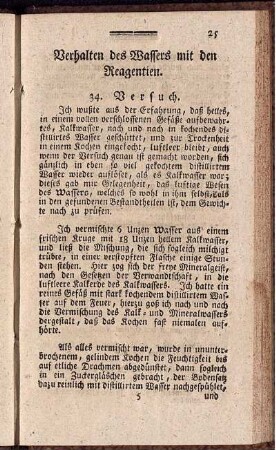 25
Verhalten des Wassers mit den
Reagentien.
34. Versuch.
Ich wußte aus der Erfahrung, daß helles,
in einem vollen verschlossenen Gefäße aufbewahr-
tes, Kalkwasser, nach und nach in kochendes di-
stillirtes Wasser geschüttet, und zur Trockenheit
in einem Kochen eingekocht, luftleer bleibt, auch
wenn der Versuch genau ist gemacht worden, sich
gänzlich in eben so viel gekochtem distillirtem
Wasser wieder auflöset, als es Kalkwasser war;
dieses gab mir Gelegenheit, das luftige Wesen
des Wassers, welches so wohl in ihm selbst, als
in den gefundenen Bestandtheilen ist, dem Gewich-
te nach zu prüfen.
Ich vermischte 6 Unzen Wasser aus einem
frischen Kruge mit 18 Unzen hellem Kalkwasser,
und ließ die Mischung, die sich sogleich milchigt
trübte, in einer verstopften Flasche einige Stun-
den stehen. Hier zog sich der freye Mineralgeist,
nach den Gesetzen der Verwandtschaft, in die
luftleere Kalkerde des Kalkwassers. Ich hatte ein
reines Gefäß mit stark kochendem distillirtem Was-
ser auf dem Feuer, hierzu goß ich nach und nach
die Vermischung des Kalk- und Mineralwassers
dergestalt, daß das Kochen fast niemalen auf-
hörte.
Als alles vermischt war, wurde in ununter-
brochenem, gelindem Kochen die Feuchtigkeit bis
auf etliche Drachmen abgedünstet, dann sogleich
in ein Zuckergläschen gebracht, der Bodensatz
dazu reinlich mit distillirtem Wasser nachgespühlet,
5 und